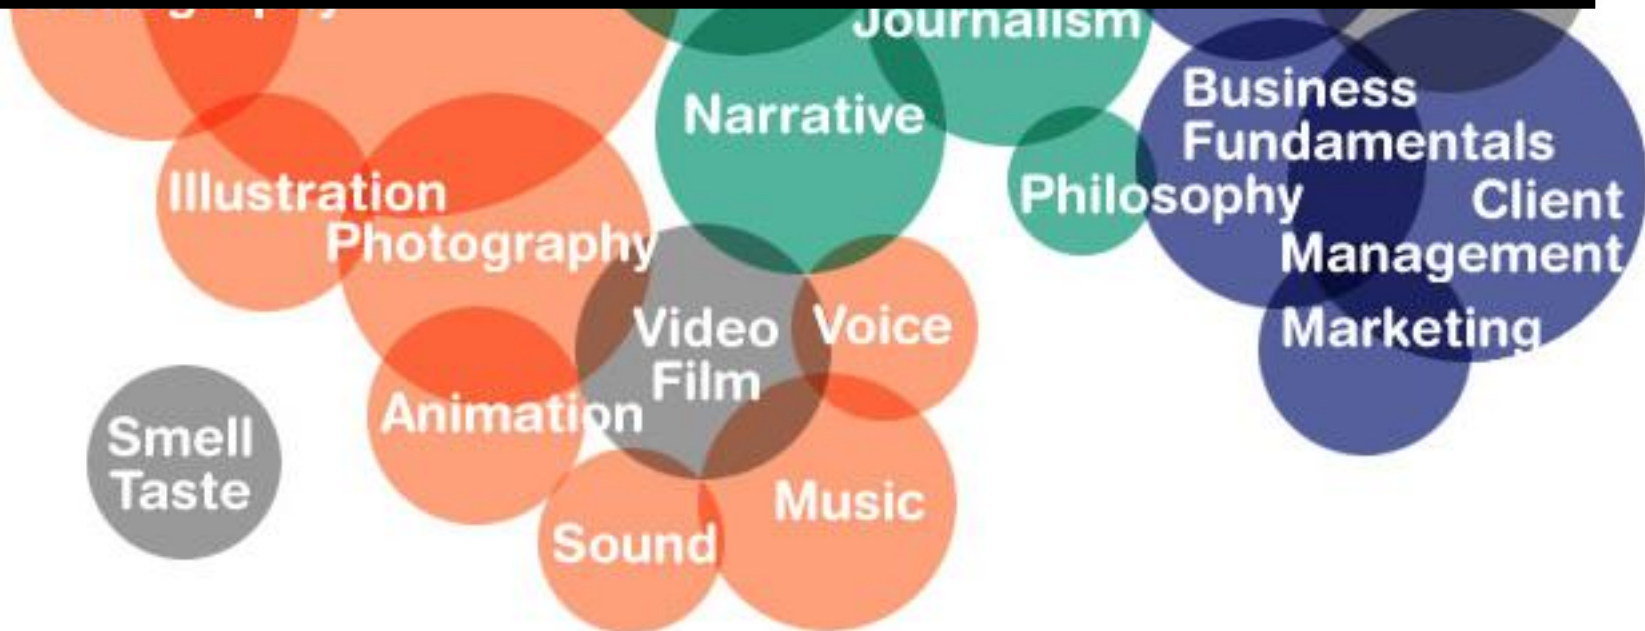 Journalism
Narrative
Business
Fundamentals
Illustration
Philosophy
Client
Photography
Management
Video
Film
Voice
Marketing
Animation
Smell
Taste
Music
Sound